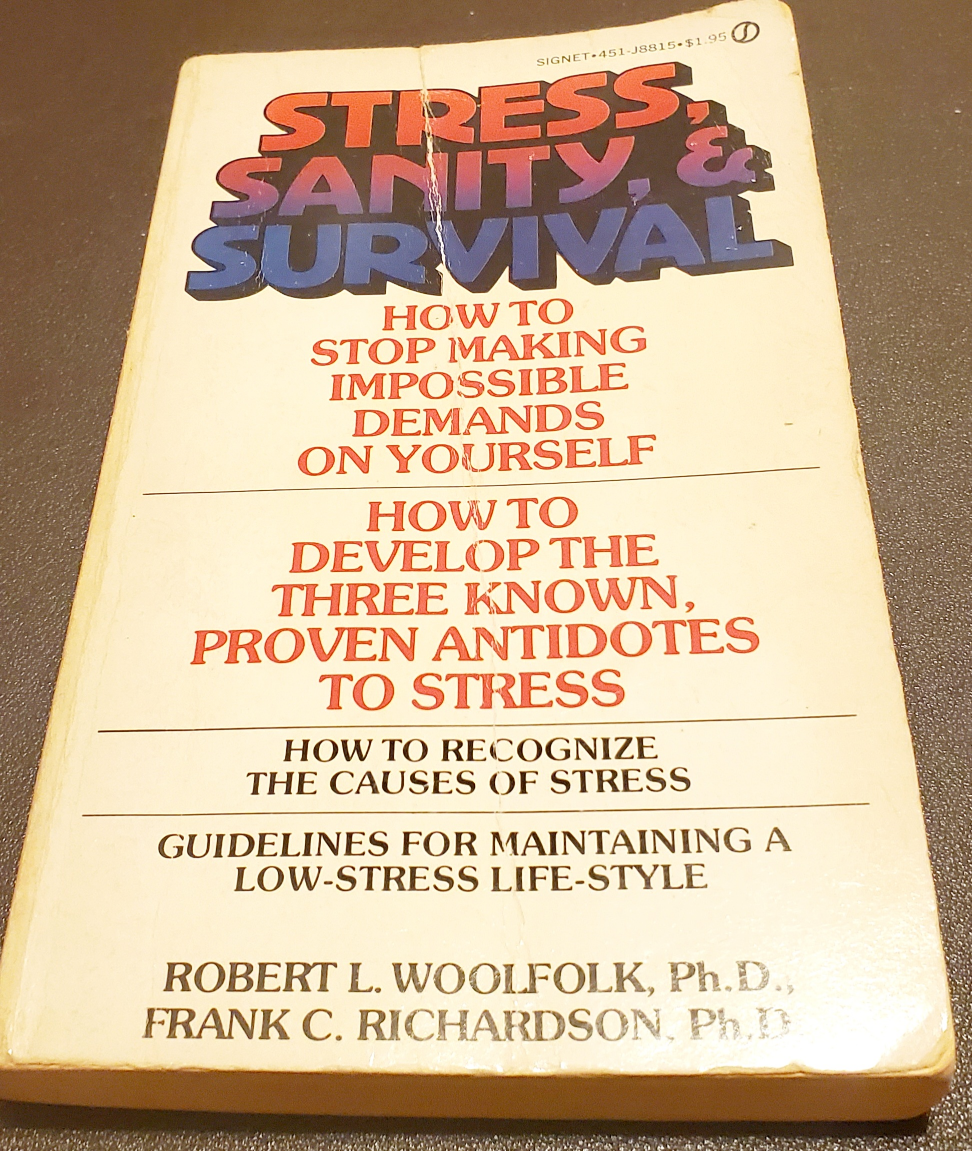 SIGNET•451-J8815•$1.95
STRESS,
SANITY, &
SURVIVAL
HOW TO
STOP MAKING
IMPOSSIBLE
DEMANDS
ON YOURSELF
HOW TO
DEVELOP THE
THREE KNOWN,
PROVEN ANTIDOTES
TO STRESS
HOW TO RECOGNIZE
THE CAUSES OF STRESS
GUIDELINES FOR MAINTAINING A
LOW-STRESS LIFE-STYLE
ROBERT L. WOOLFOLK, Ph.D.,
FRANK C. RICHARDSON, Ph.D